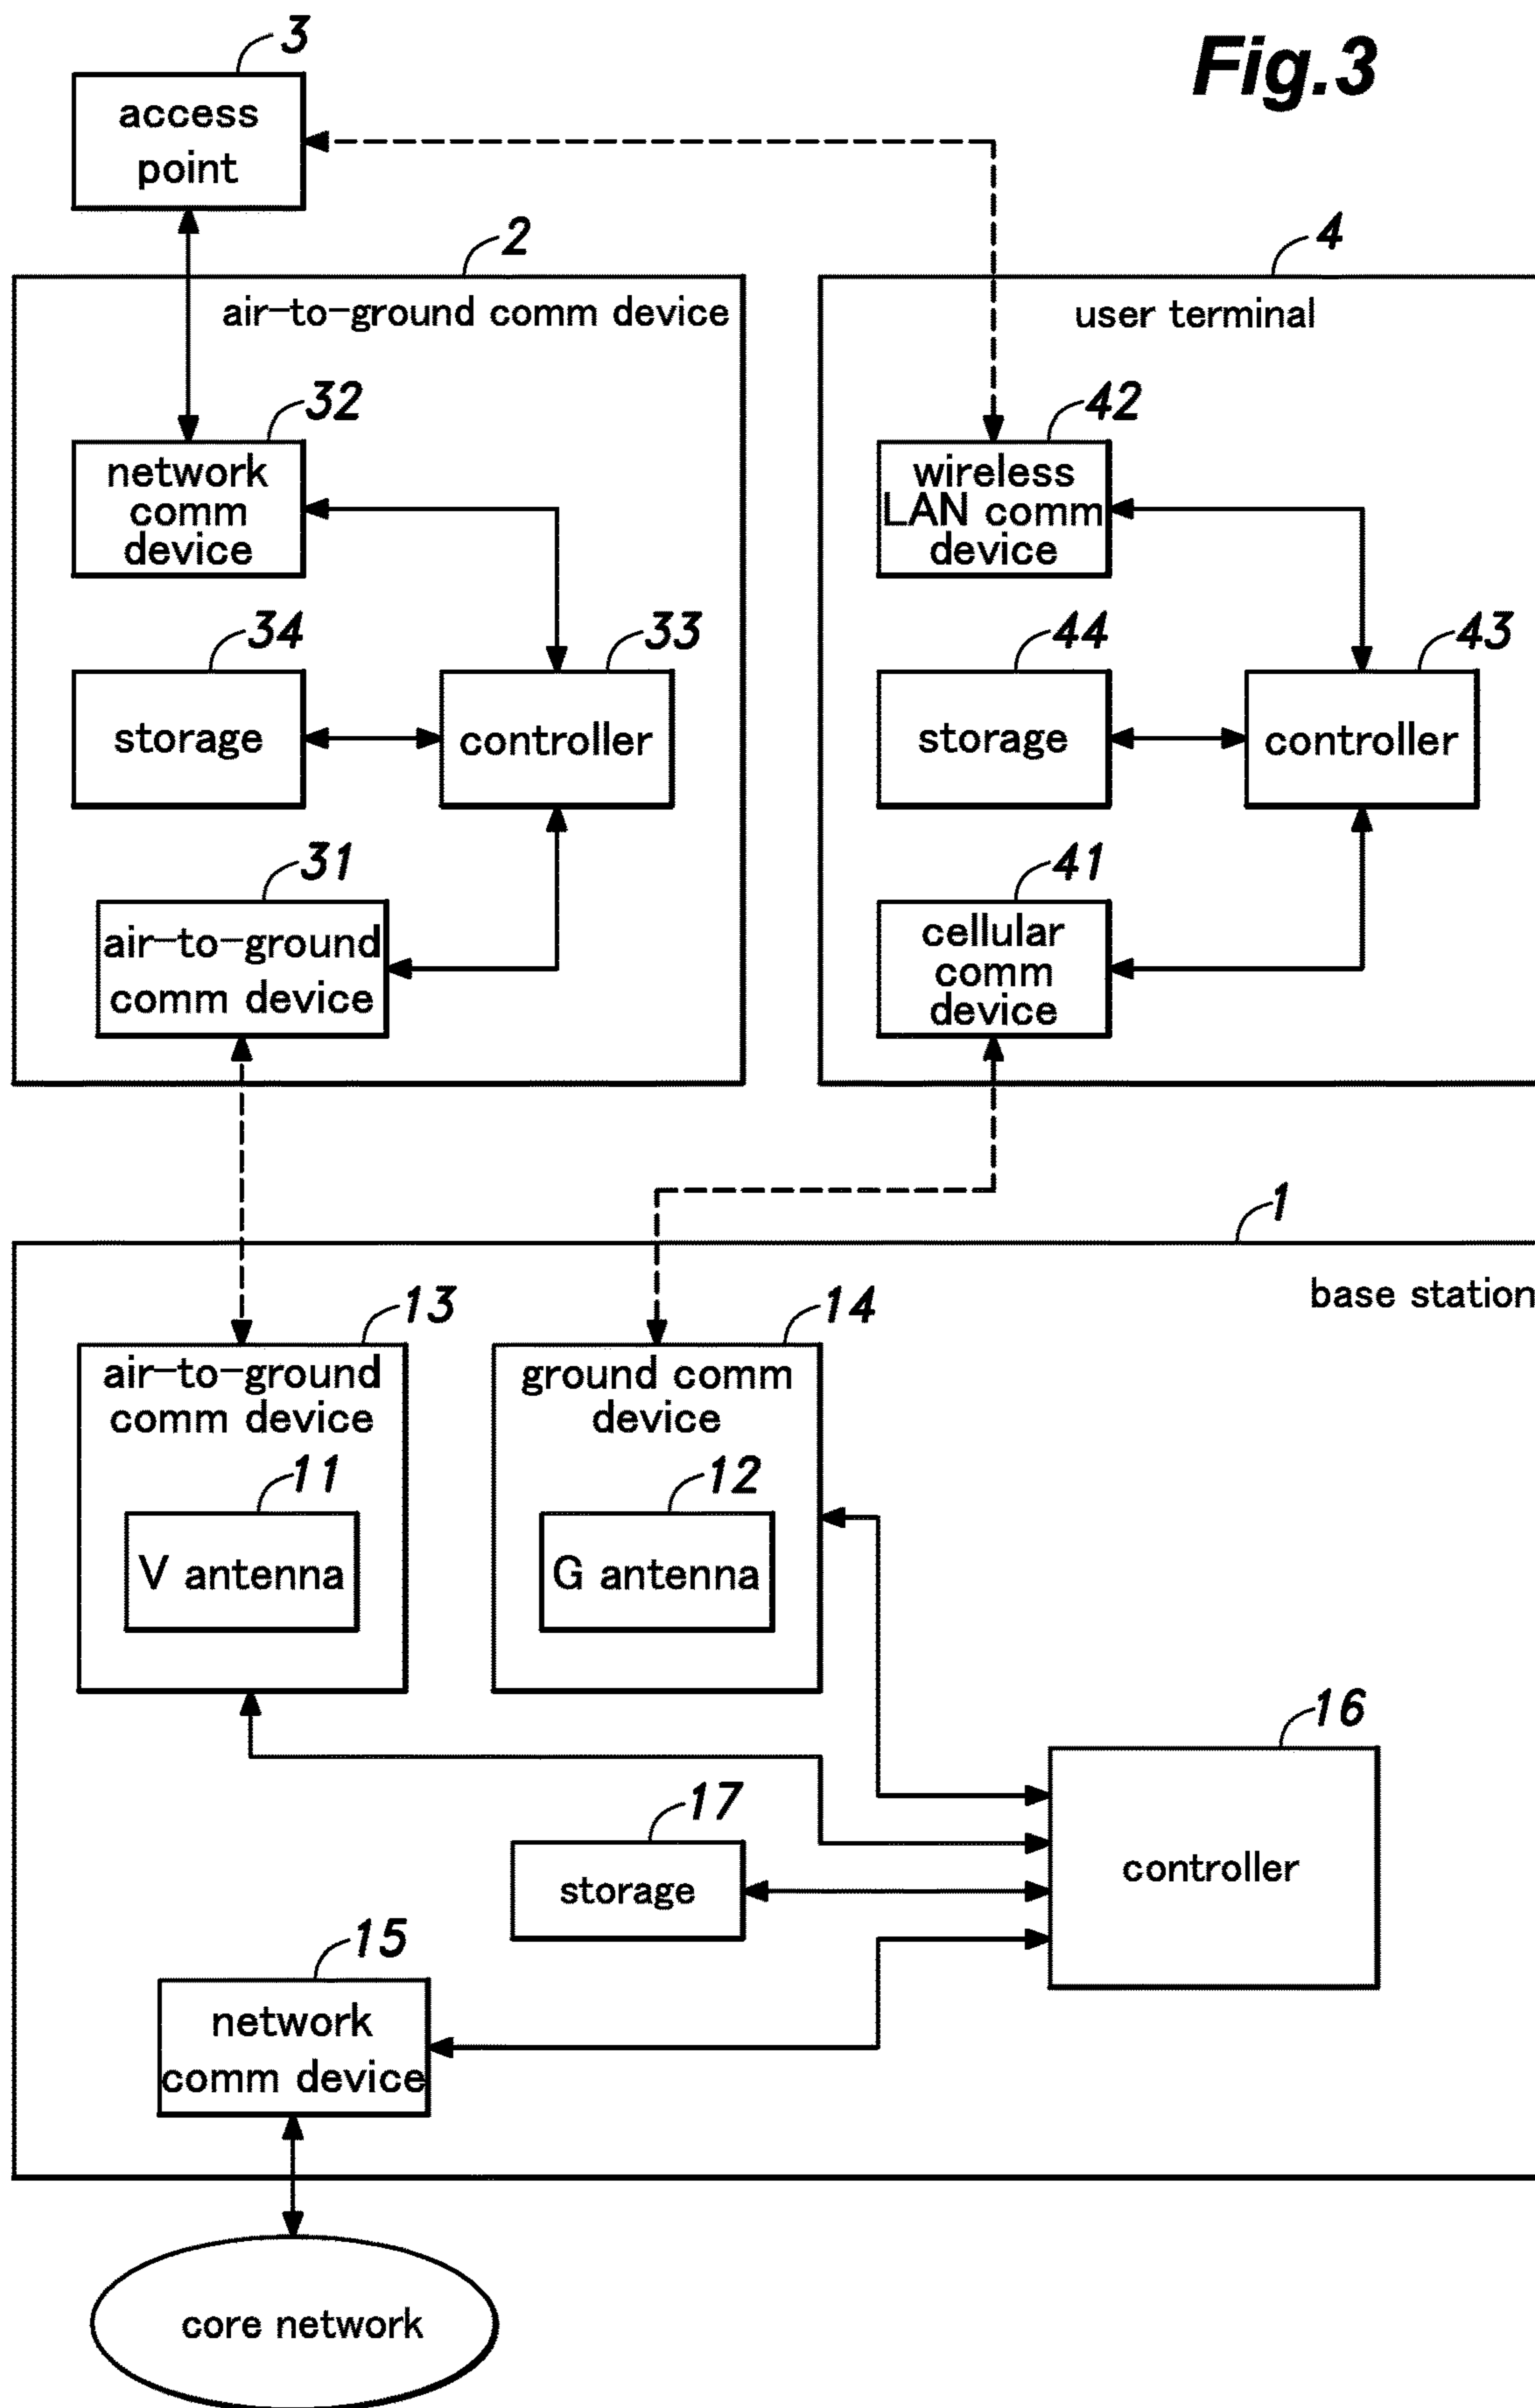 Fig.3
3
access
point
2
air-to-ground comm device
32
network
comm
device
34
storage
33
controller
31
air-to-ground
comm device
4
user terminal
42
wireless
LAN comm
device
44
storage
43
controller
41
cellular
comm
device
1
base station
13
air-to-ground
comm device
11
V antenna
14
ground comm
device
12
G antenna
16
controller
17
storage
15
network
comm device
core network